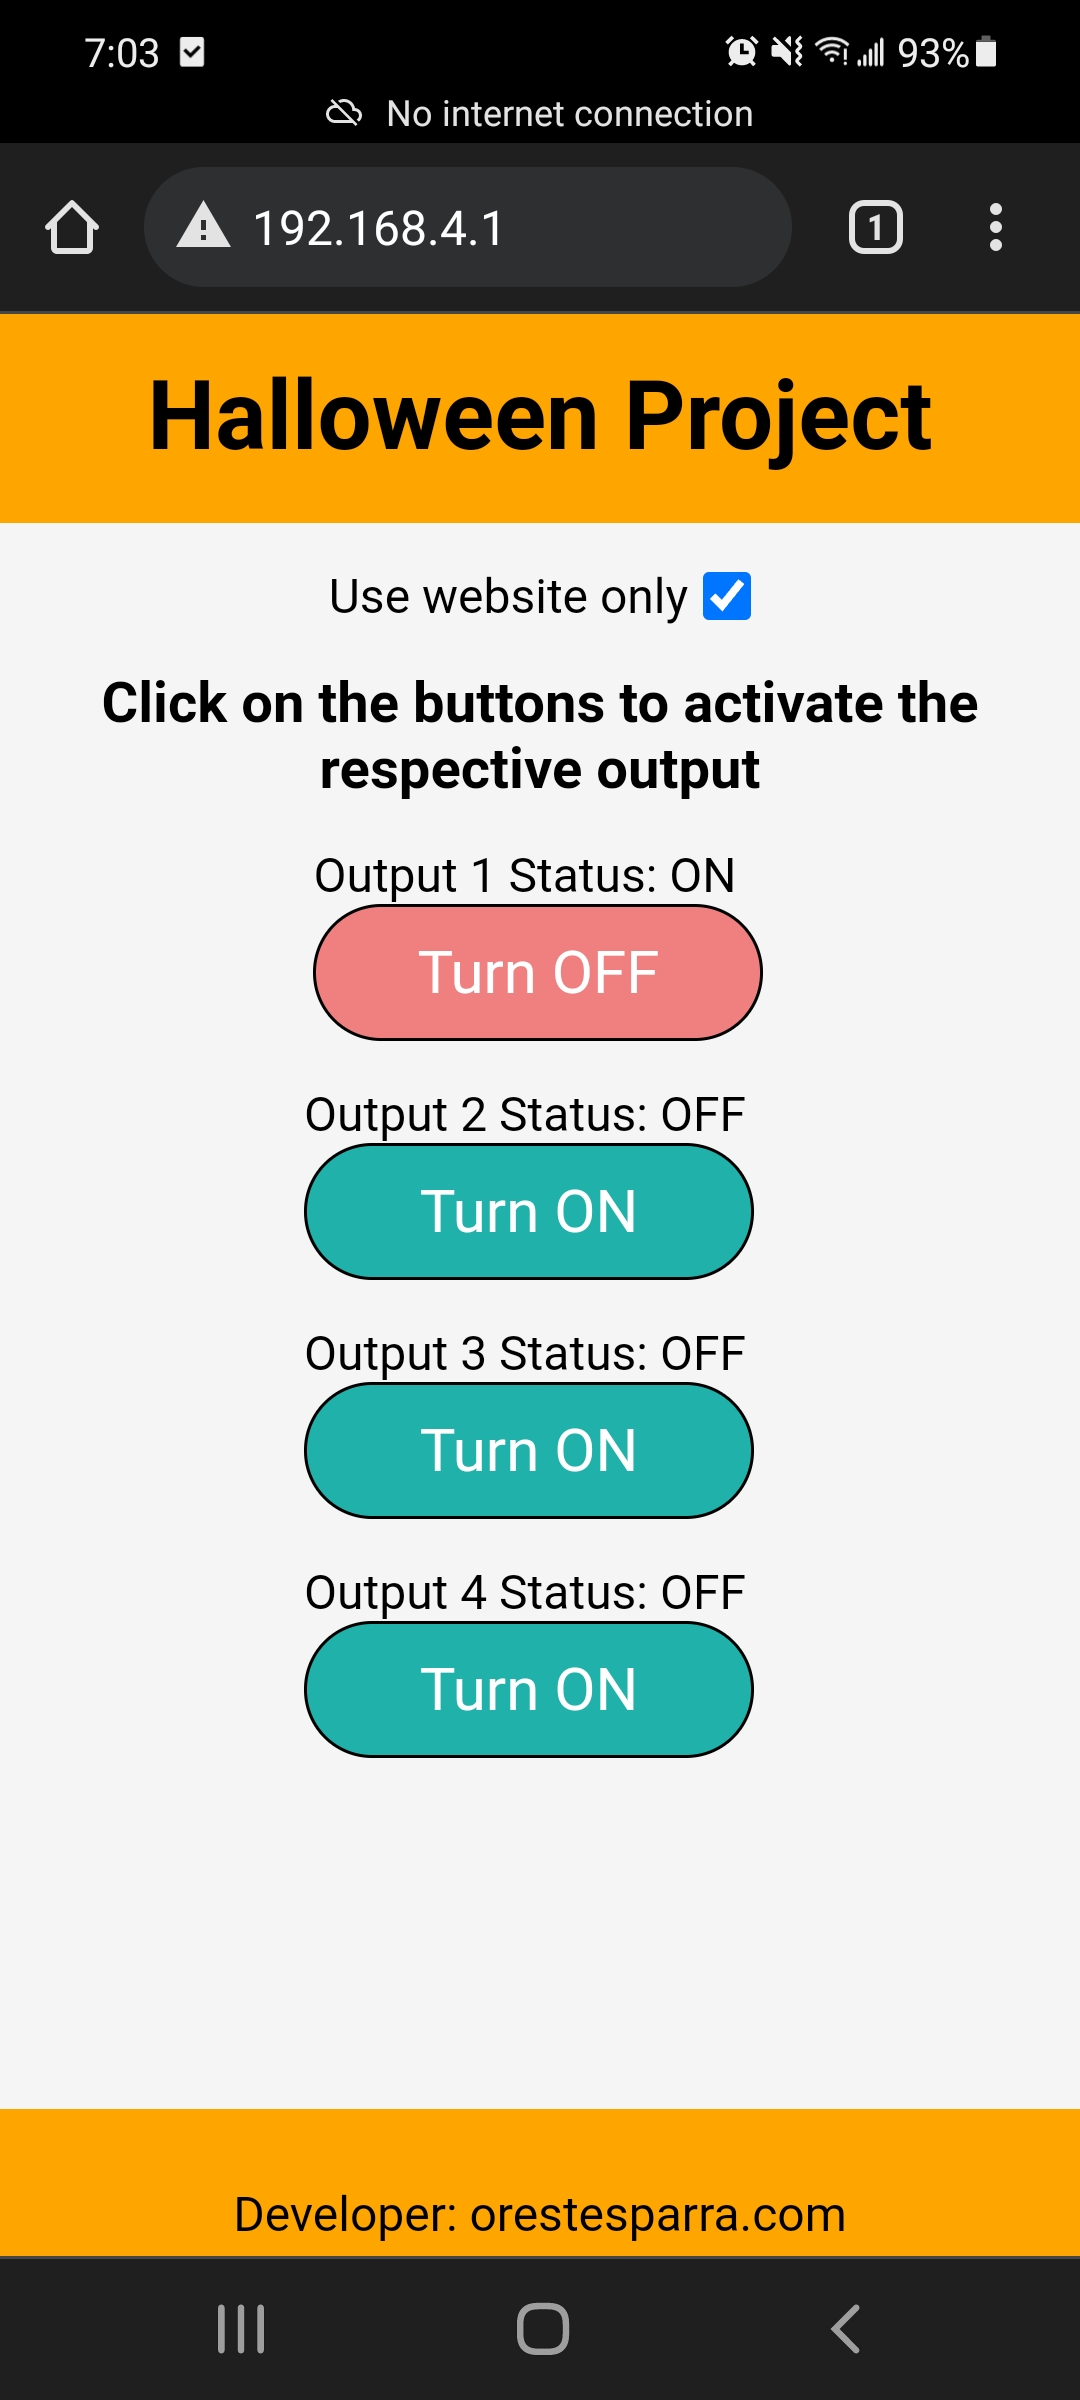 7:03
93%
No internet connection
192.168.4.1
1
Halloween Project
Use website only
Click on the buttons to activate the
respective output
Output 1 Status: ON
Turn OFF
Output 2 Status: OFF
Turn ON
Output 3 Status: OFF
Turn ON
Output 4 Status: OFF
Turn ON
Developer: orestesparra.com